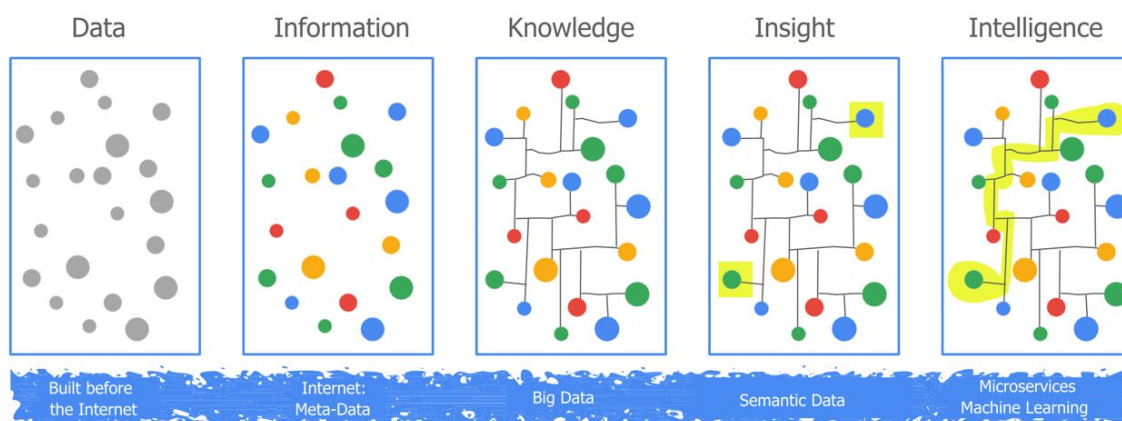 Data
Information
Knowledge
Insight
Intelligence
Built before
the Internet
Internet:
Meta-Data
Big Data
Semantic Data
Microservices
Machine Learning